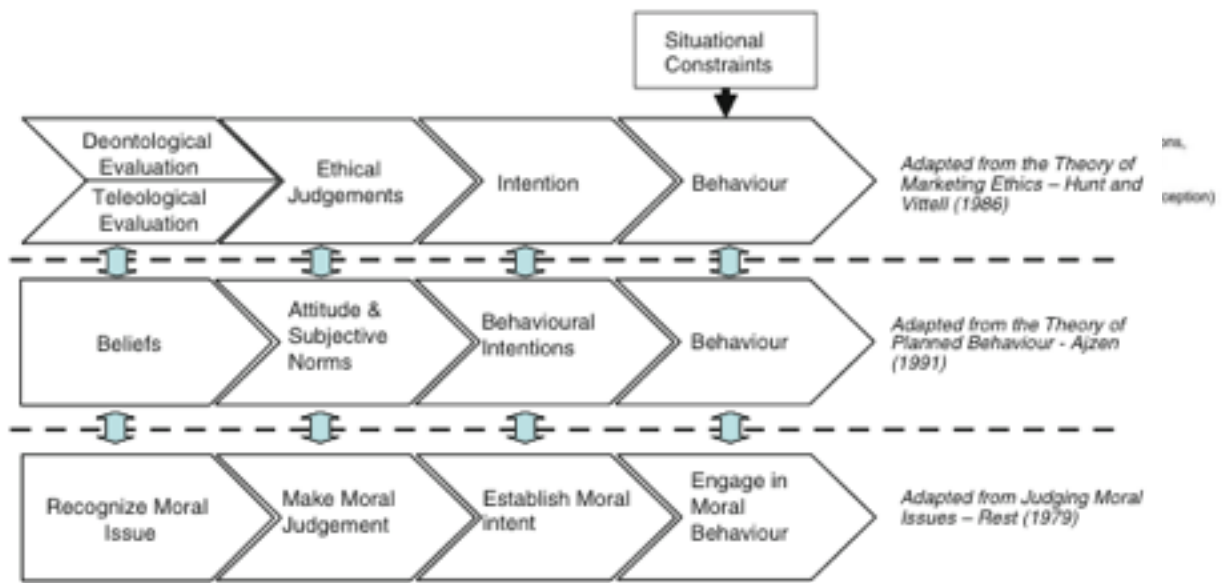 Situational
Constraints
Deontological
Evaluation
Teleological
Evaluation
Ethical
Judgements
Intention
Behaviour
Adapted from the Theory of
Marketing Ethics – Hunt and
Vittell (1986)
ons,
ception)
Beliefs
Attitude &
Subjective
Norms
Behavioural
Intentions
Behaviour
Adapted from the Theory of
Planned Behaviour - Ajzen
(1991)
Recognize Moral
Issue
Make Moral
Judgement
Establish Moral
intent
Engage in
Moral
Behaviour
Adapted from Judging Moral
Issues – Rest (1979)